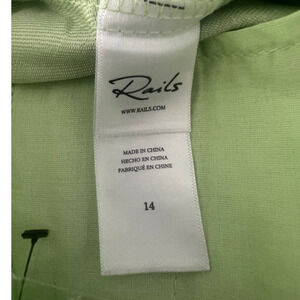 Rails
WWW.RAILS.COM
MADE IN CHINA
HECHO EN CHINA
FABRIQUÉ EN CHINE
14